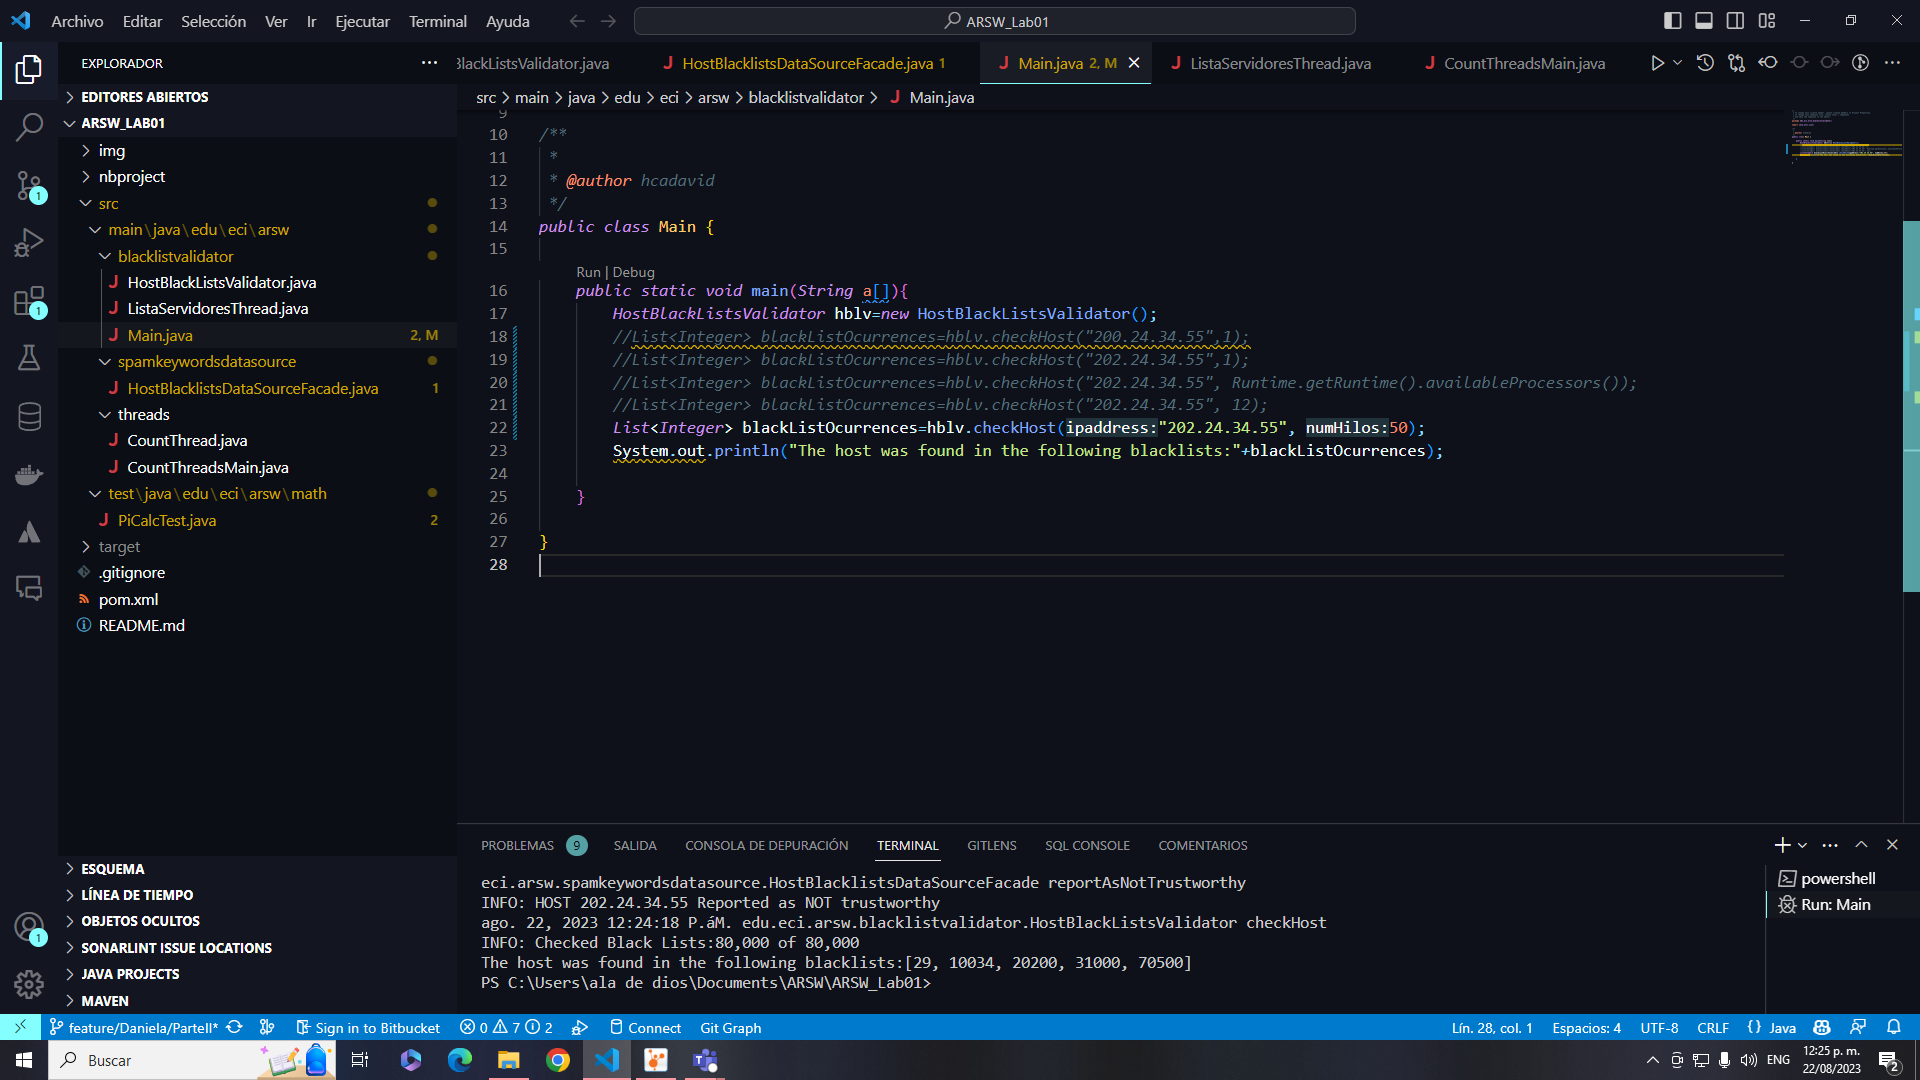 Archivo Editar Selección Ver Ir Ejecutar Terminal Ayuda ARSW_Lab01
EXPLORADOR
EDITORES ABIERTOS
ARSW_LAB01
img
nbproject
src
main\java\edu\eci\arsw
blacklistvalidator
HostBlackListsValidator.java
ListaServidoresThread.java
Main.java 2, M
spamkeywordsdatasource
HostBlacklistsDataSourceFacade.java 1
threads
CountThread.java
CountThreadsMain.java
test\java\edu\eci\arsw\math
PiCalcTest.java 2
target
.gitignore
pom.xml
README.md
ESQUEMA
LÍNEA DE TIEMPO
OBJETOS OCULTOS
SONARLINT ISSUE LOCATIONS
JAVA PROJECTS
MAVEN
1
1
1
BlackListsValidator.java HostBlacklistsDataSourceFacade.java 1 Main.java 2, M ListaServidoresThread.java CountThreadsMain.java
src > main > java > edu > eci > arsw > blacklistvalidator > Main.java
9
10 /**
11 *
12 * @author hcadavid
13 */
14 public class Main {
15
Run | Debug
16 public static void main(String a[]){
17 HostBlackListsValidator hblv=new HostBlackListsValidator();
18 //List<Integer> blackListOcurrences=hblv.checkHost("200.24.34.55",1);
19 //List<Integer> blackListOcurrences=hblv.checkHost("202.24.34.55",1);
20 //List<Integer> blackListOcurrences=hblv.checkHost("202.24.34.55", Runtime.getRuntime().availableProcessors());
21 //List<Integer> blackListOcurrences=hblv.checkHost("202.24.34.55", 12);
22 List<Integer> blackListOcurrences=hblv.checkHost(ipaddress:"202.24.34.55", numHilos:50);
23 System.out.println("The host was found in the following blacklists:"+blackListOcurrences);
24
25 }
26
27 }
28
PROBLEMAS 9 SALIDA CONSOLA DE DEPURACIÓN TERMINAL GITLENS SQL CONSOLE COMENTARIOS
eci.arsw.spamkeywordsdatasource.HostBlacklistsDataSourceFacade reportAsNotTrustworthy
INFO: HOST 202.24.34.55 Reported as NOT trustworthy
ago. 22, 2023 12:24:18 P.áM. edu.eci.arsw.blacklistvalidator.HostBlackListsValidator checkHost
INFO: Checked Black Lists:80,000 of 80,000
The host was found in the following blacklists:[29, 10034, 20200, 31000, 70500]
PS C:\Users\ala de dios\Documents\ARSW\ARSW_Lab01>
powershell
Run: Main
feature/Daniela/ParteII* Sign in to Bitbucket 0 7 2 Connect Git Graph Lín. 28, col. 1 Espacios: 4 UTF-8 CRLF {} Java
Buscar ENG 12:25 p. m.
22/08/2023 2